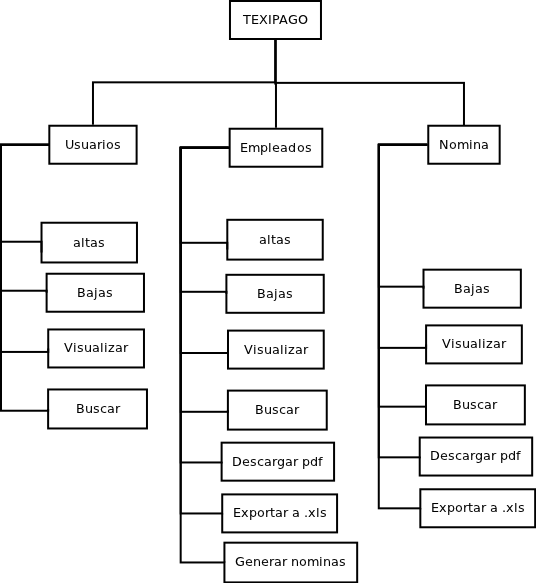 TEXIPAGO
Usuarios
altas
Bajas
Visualizar
Buscar
Empleados
altas
Bajas
Visualizar
Buscar
Descargar pdf
Exportar a .xls
Generar nominas
Nomina
Bajas
Visualizar
Buscar
Descargar pdf
Exportar a .xls